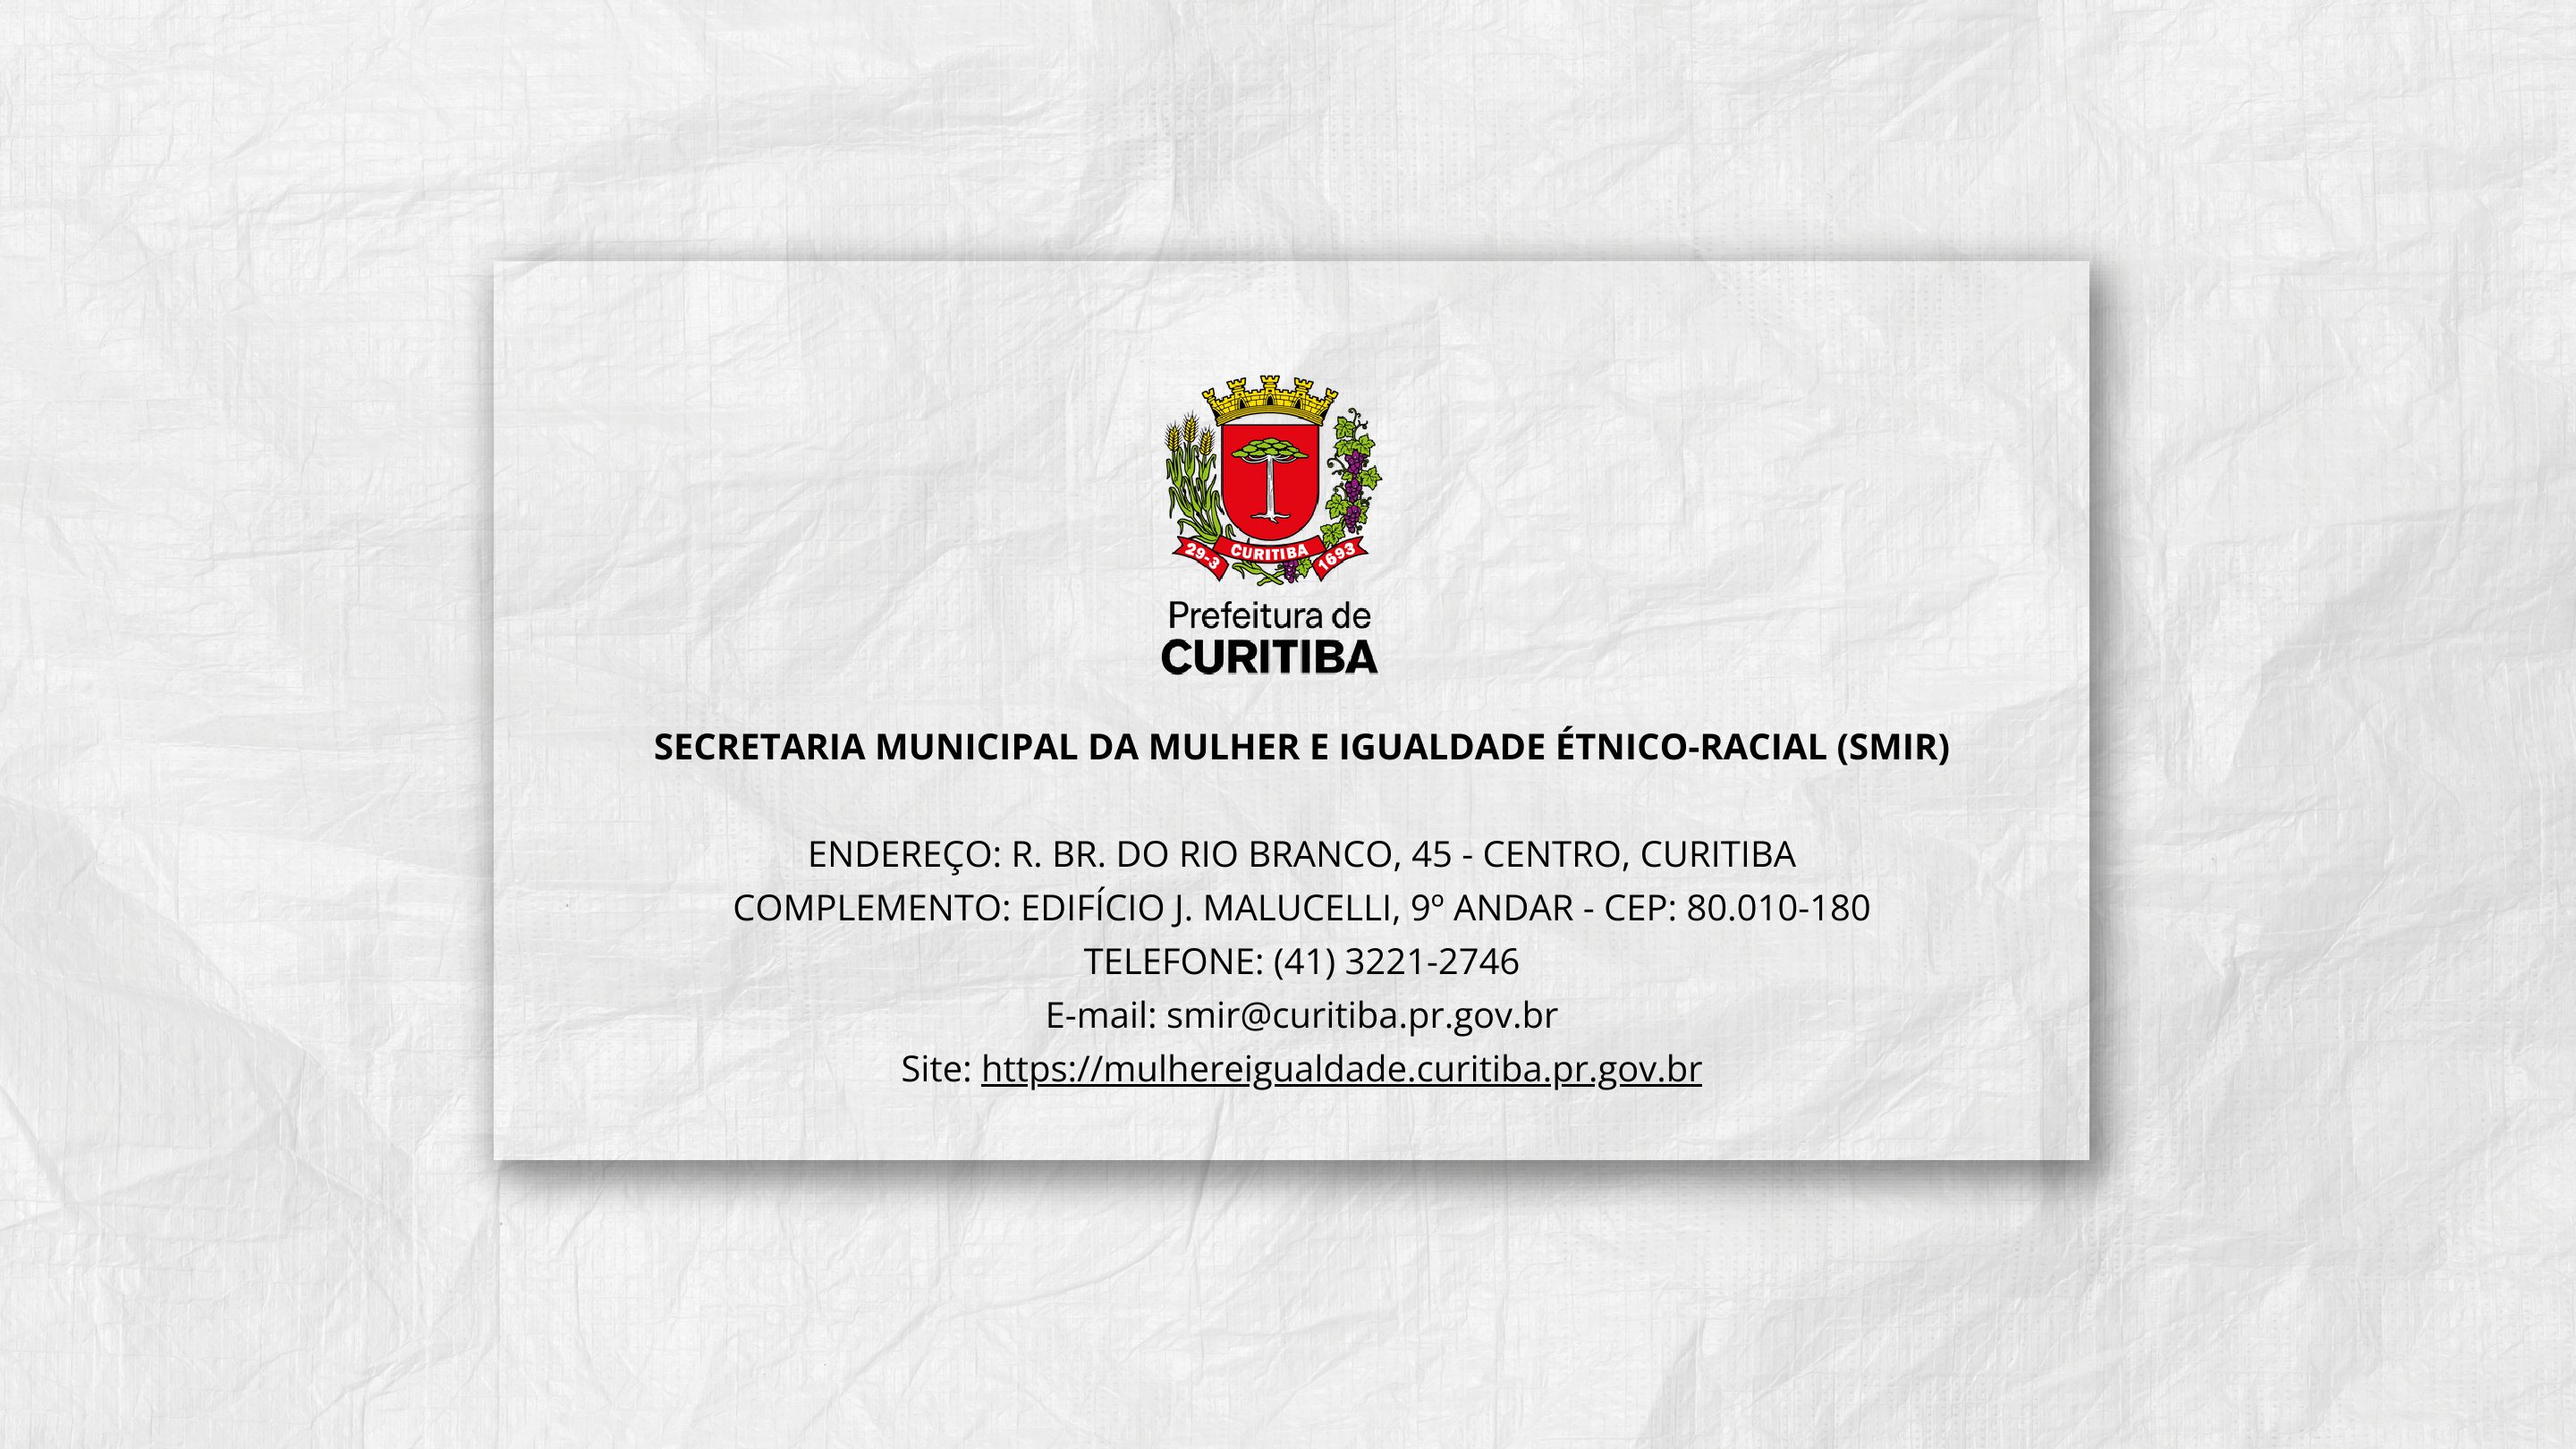 29-3 CURITIBA 1693
Prefeitura de
CURITIBA
SECRETARIA MUNICIPAL DA MULHER E IGUALDADE ÉTNICO-RACIAL (SMIR)
ENDEREÇO: R. BR. DO RIO BRANCO, 45 - CENTRO, CURITIBA
COMPLEMENTO: EDIFÍCIO J. MALUCELLI, 9º ANDAR - CEP: 80.010-180
TELEFONE: (41) 3221-2746
E-mail: smir@curitiba.pr.gov.br
Site: https://mulhereigualdade.curitiba.pr.gov.br